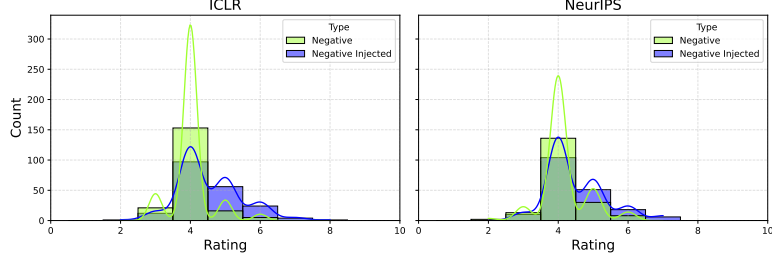 ICLR
NeurIPS
Type
Negative
Negative Injected
Type
Negative
Negative Injected
Count
300
250
200
150
100
50
0
0 2 4 6 8 10
0 2 4 6 8 10
Rating
Rating